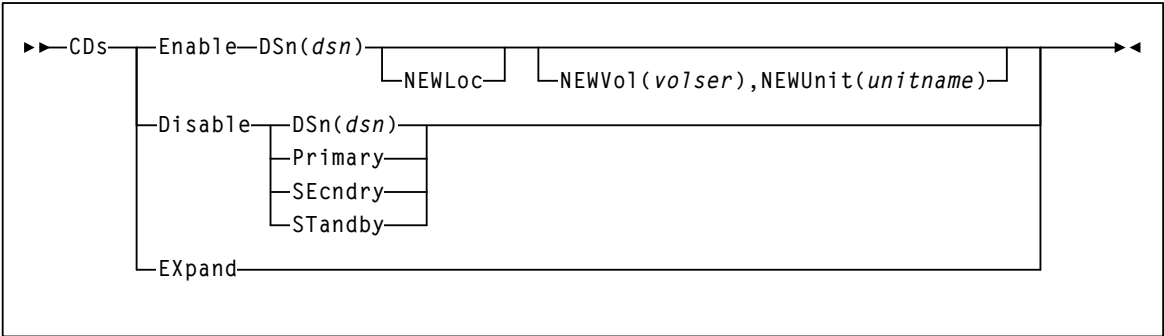 CDs Enable DSn(dsn)
NEWLoc NEWVol(volser),NEWUnit(unitname)
Disable DSn(dsn)
Primary
SEcndry
STandby
EXpand